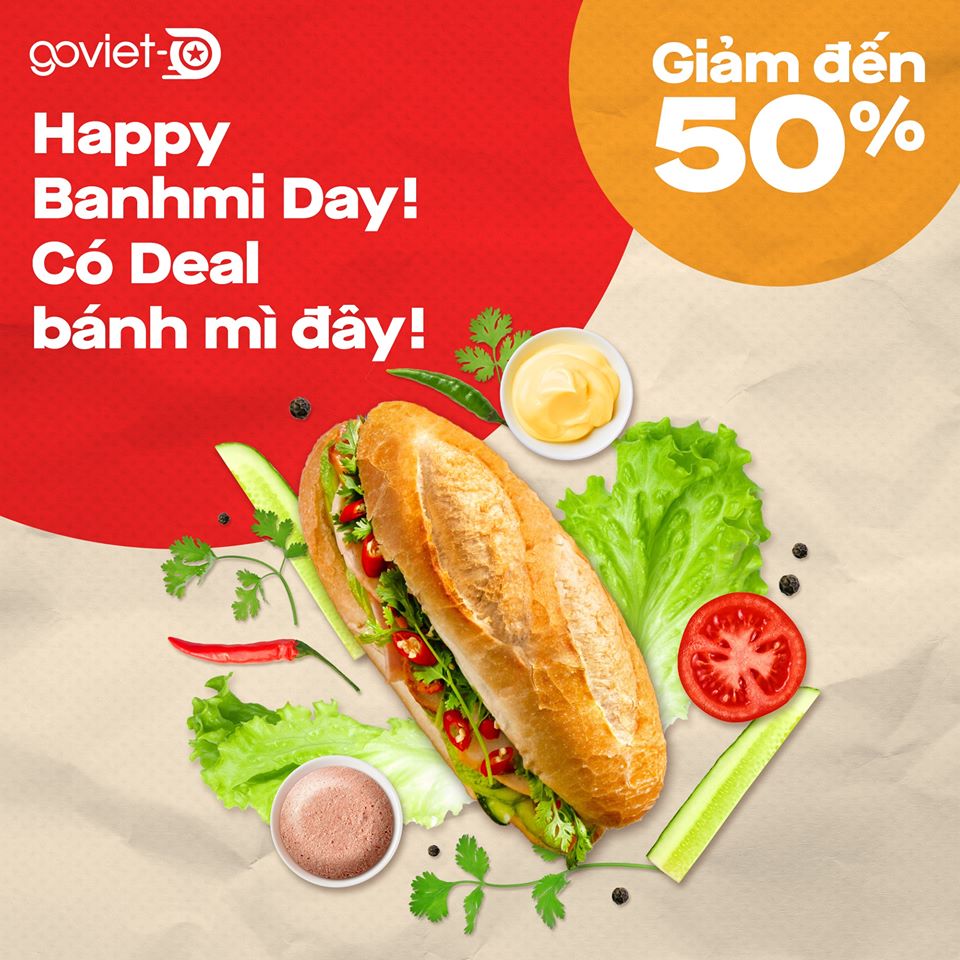 goviet
Happy
Banhmi Day!
Có Deal
bánh mì đây!
Giảm đến
50%